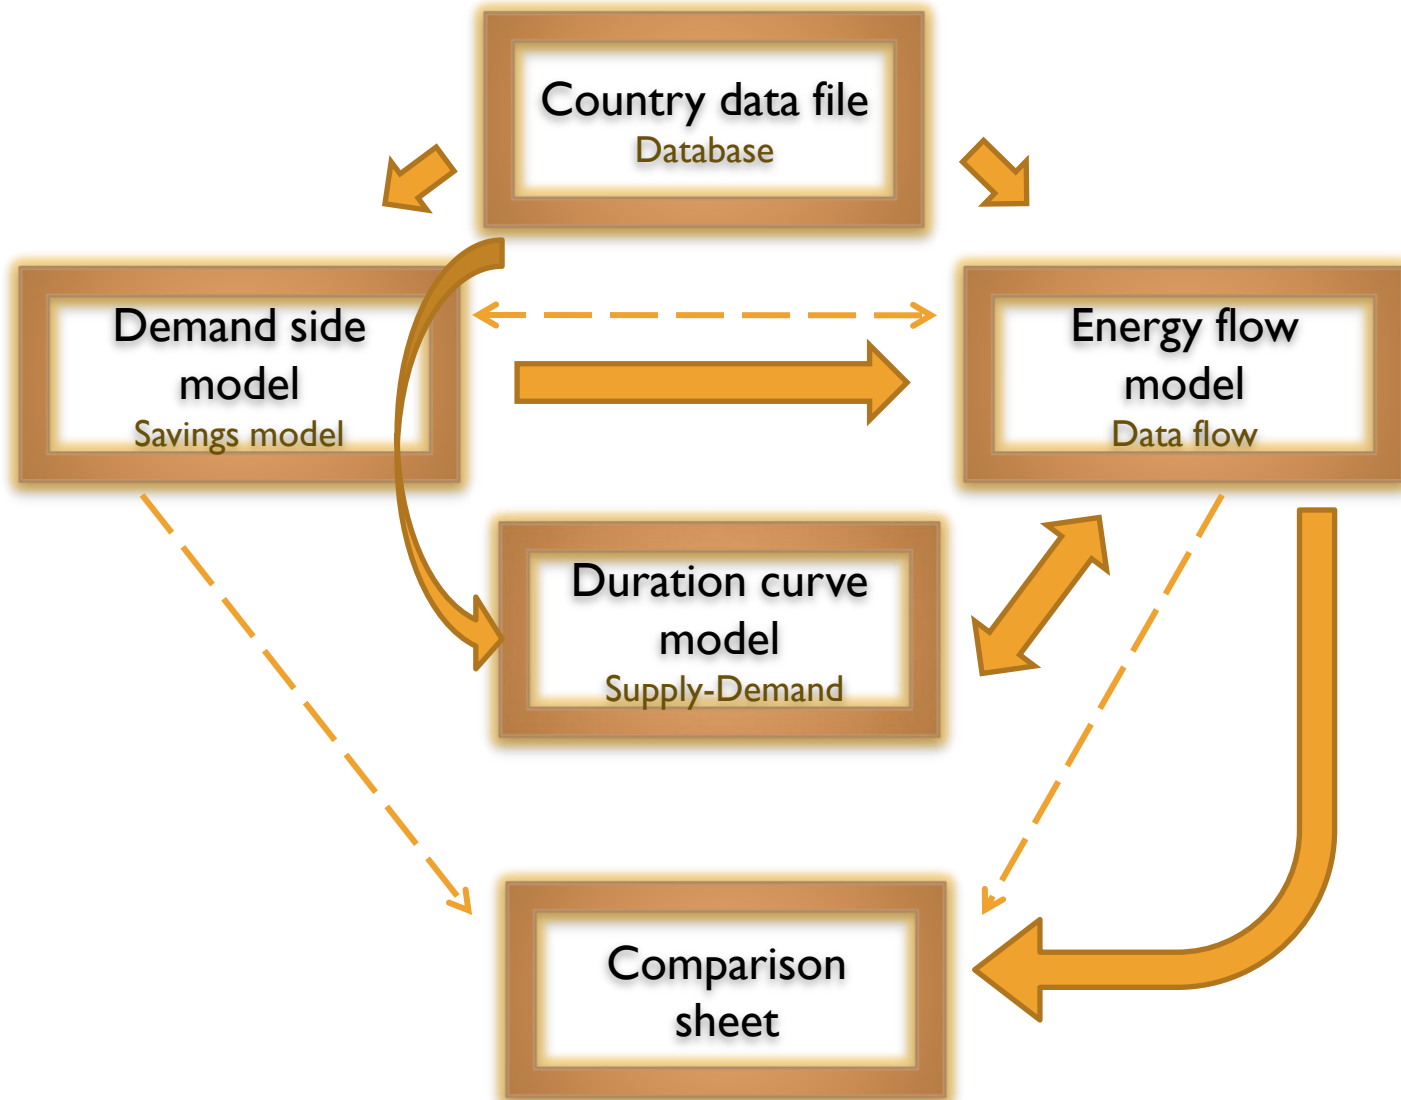 Country data file
Database
Demand side
model
Savings model
Energy flow
model
Data flow
Duration curve
model
Supply-Demand
Comparison
sheet